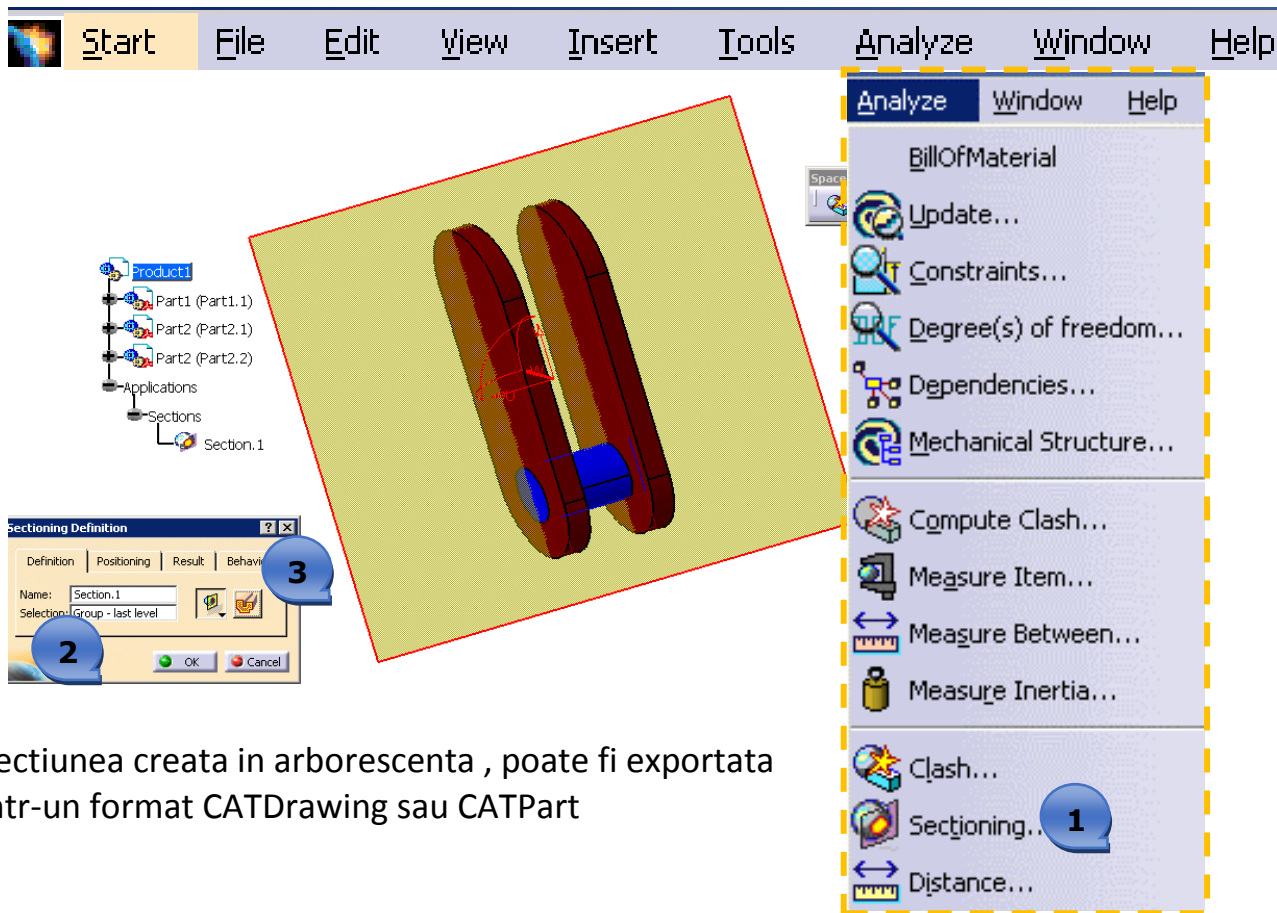 Start File Edit View Insert Tools Analyze Window Help
Analyze Window Help
BillOfMaterial
Update...
Constraints...
Degree(s) of freedom...
Dependencies...
Mechanical Structure...
Compute Clash...
Measure Item...
Measure Between...
Measure Inertia...
Clash...
Sectioning..
1
Distance...
Space
Product1
Part1 (Part1.1)
Part2 (Part2.1)
Part2 (Part2.2)
Applications
Sections
Section.1
Sectioning Definition
Definition Positioning Result Behavi
3
Name: Section.1
Selection: Group - last level
2
OK Cancel
ectiunea creata in arborescenta , poate fi exportata
ntr-un format CATDrawing sau CATPart